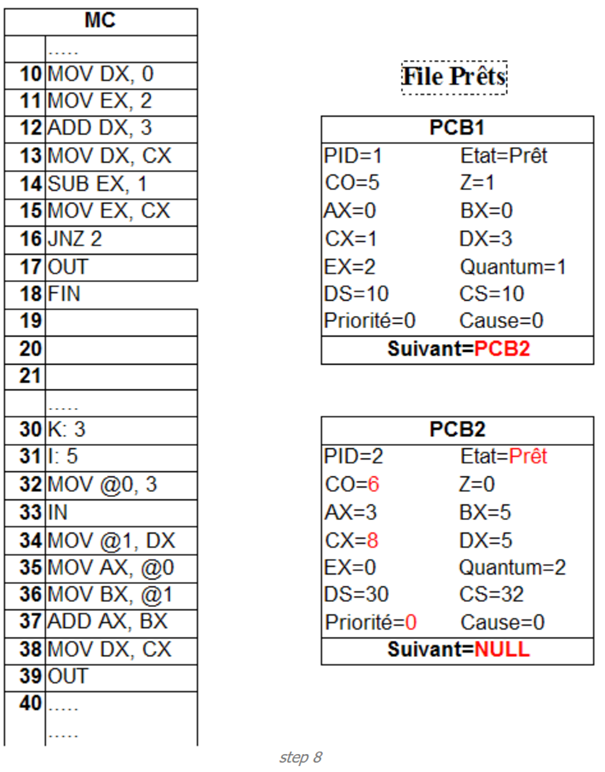 MC
.....
10 MOV DX, 0
11 MOV EX, 2
12 ADD DX, 3
13 MOV DX, CX
14 SUB EX, 1
15 MOV EX, CX
16 JNZ 2
17 OUT
18 FIN
19
20
21
.....
30 K: 3
31 I: 5
32 MOV @0, 3
33 IN
34 MOV @1, DX
35 MOV AX, @0
36 MOV BX, @1
37 ADD AX, BX
38 MOV DX, CX
39 OUT
40 .....
.....
File Prêts
PCB1
PID=1 Etat=Prêt
CO=5 Z=1
AX=0 BX=0
CX=1 DX=3
EX=2 Quantum=1
DS=10 CS=10
Priorité=0 Cause=0
Suivant=PCB2
PCB2
PID=2 Etat=Prêt
CO=6 Z=0
AX=3 BX=5
CX=8 DX=5
EX=0 Quantum=2
DS=30 CS=32
Priorité=0 Cause=0
Suivant=NULL
step 8